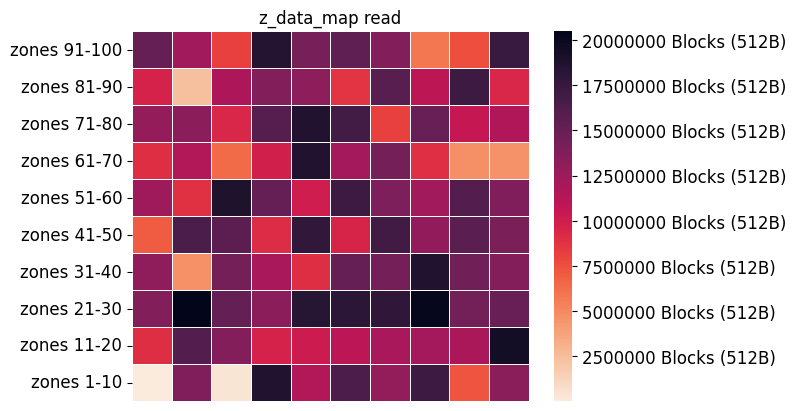 z_data_map read
zones 91-100
zones 81-90
zones 71-80
zones 61-70
zones 51-60
zones 41-50
zones 31-40
zones 21-30
zones 11-20
zones 1-10
20000000 Blocks (512B)
17500000 Blocks (512B)
15000000 Blocks (512B)
12500000 Blocks (512B)
10000000 Blocks (512B)
7500000 Blocks (512B)
5000000 Blocks (512B)
2500000 Blocks (512B)